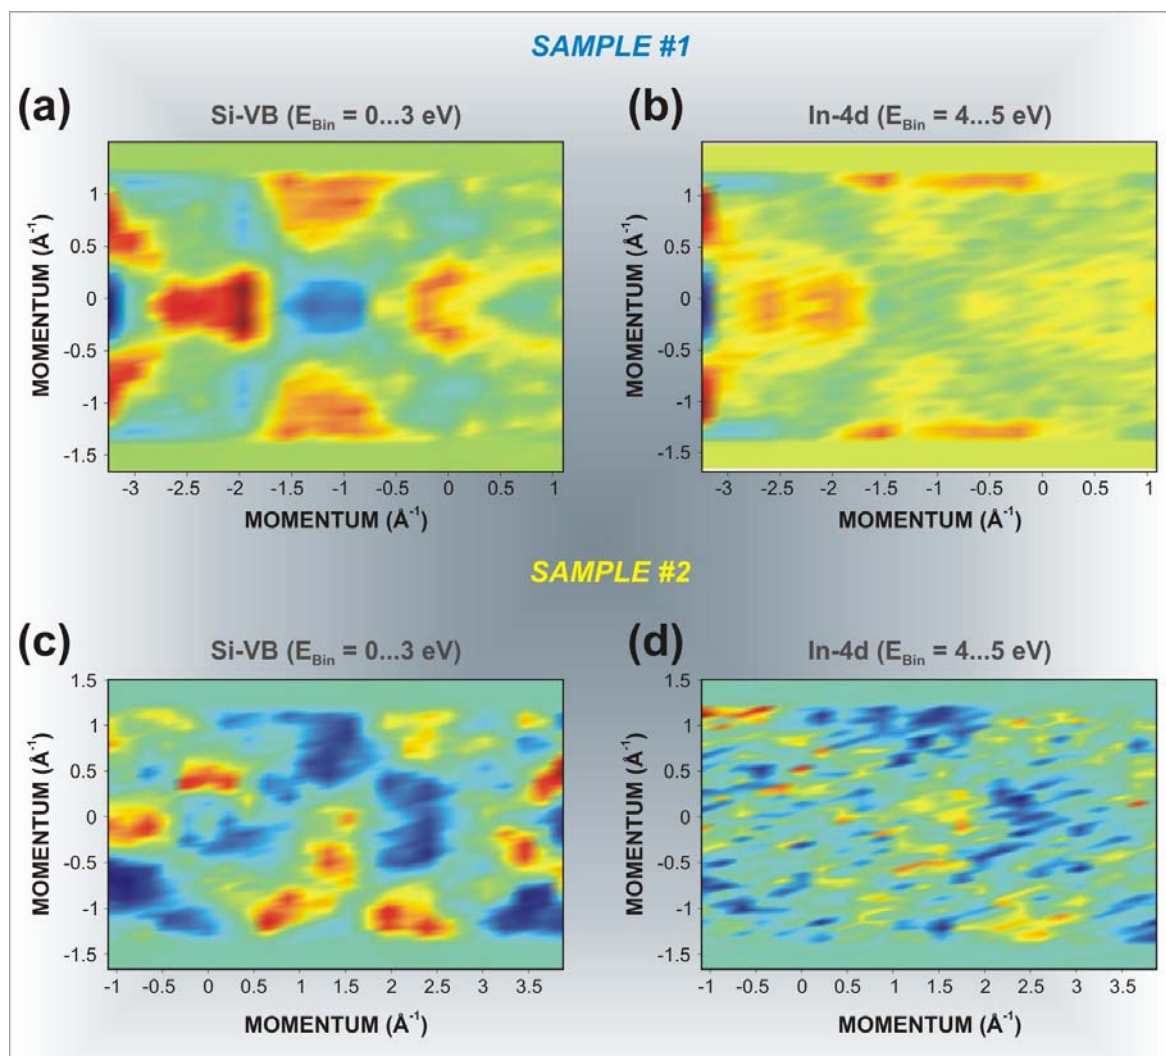 SAMPLE #1
(a)
Si-VB (E_Bin = 0...3 eV)
(b)
In-4d (E_Bin = 4...5 eV)
MOMENTUM (Å⁻¹)
1
0.5
0
-0.5
-1
-1.5
-3 -2.5 -2 -1.5 -1 -0.5 0 0.5 1
MOMENTUM (Å⁻¹)
MOMENTUM (Å⁻¹)
1
0.5
0
-0.5
-1
-1.5
-3 -2.5 -2 -1.5 -1 -0.5 0 0.5 1
MOMENTUM (Å⁻¹)
SAMPLE #2
(c)
Si-VB (E_Bin = 0...3 eV)
(d)
In-4d (E_Bin = 4...5 eV)
MOMENTUM (Å⁻¹)
1.5
1
0.5
0
-0.5
-1
-1.5
-1 -0.5 0 0.5 1 1.5 2 2.5 3 3.5
MOMENTUM (Å⁻¹)
MOMENTUM (Å⁻¹)
1.5
1
0.5
0
-0.5
-1
-1.5
-1 -0.5 0 0.5 1 1.5 2 2.5 3 3.5
MOMENTUM (Å⁻¹)